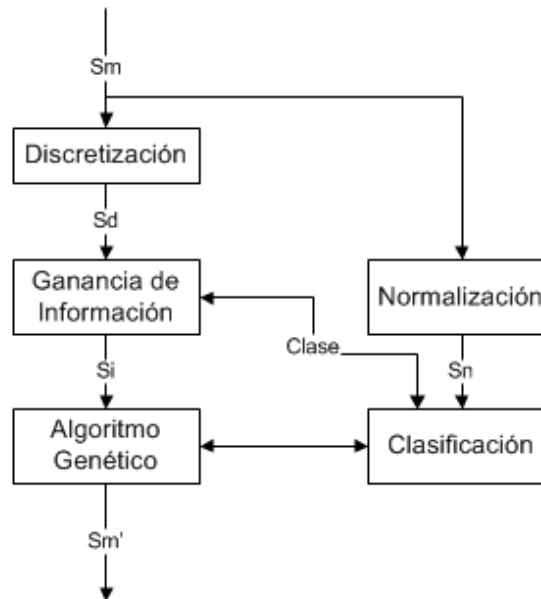 Sm
Discretización
Sd
Ganancia de
Información
Normalización
Clase
Si
Sn
Algoritmo
Genético
Clasificación
Sm'